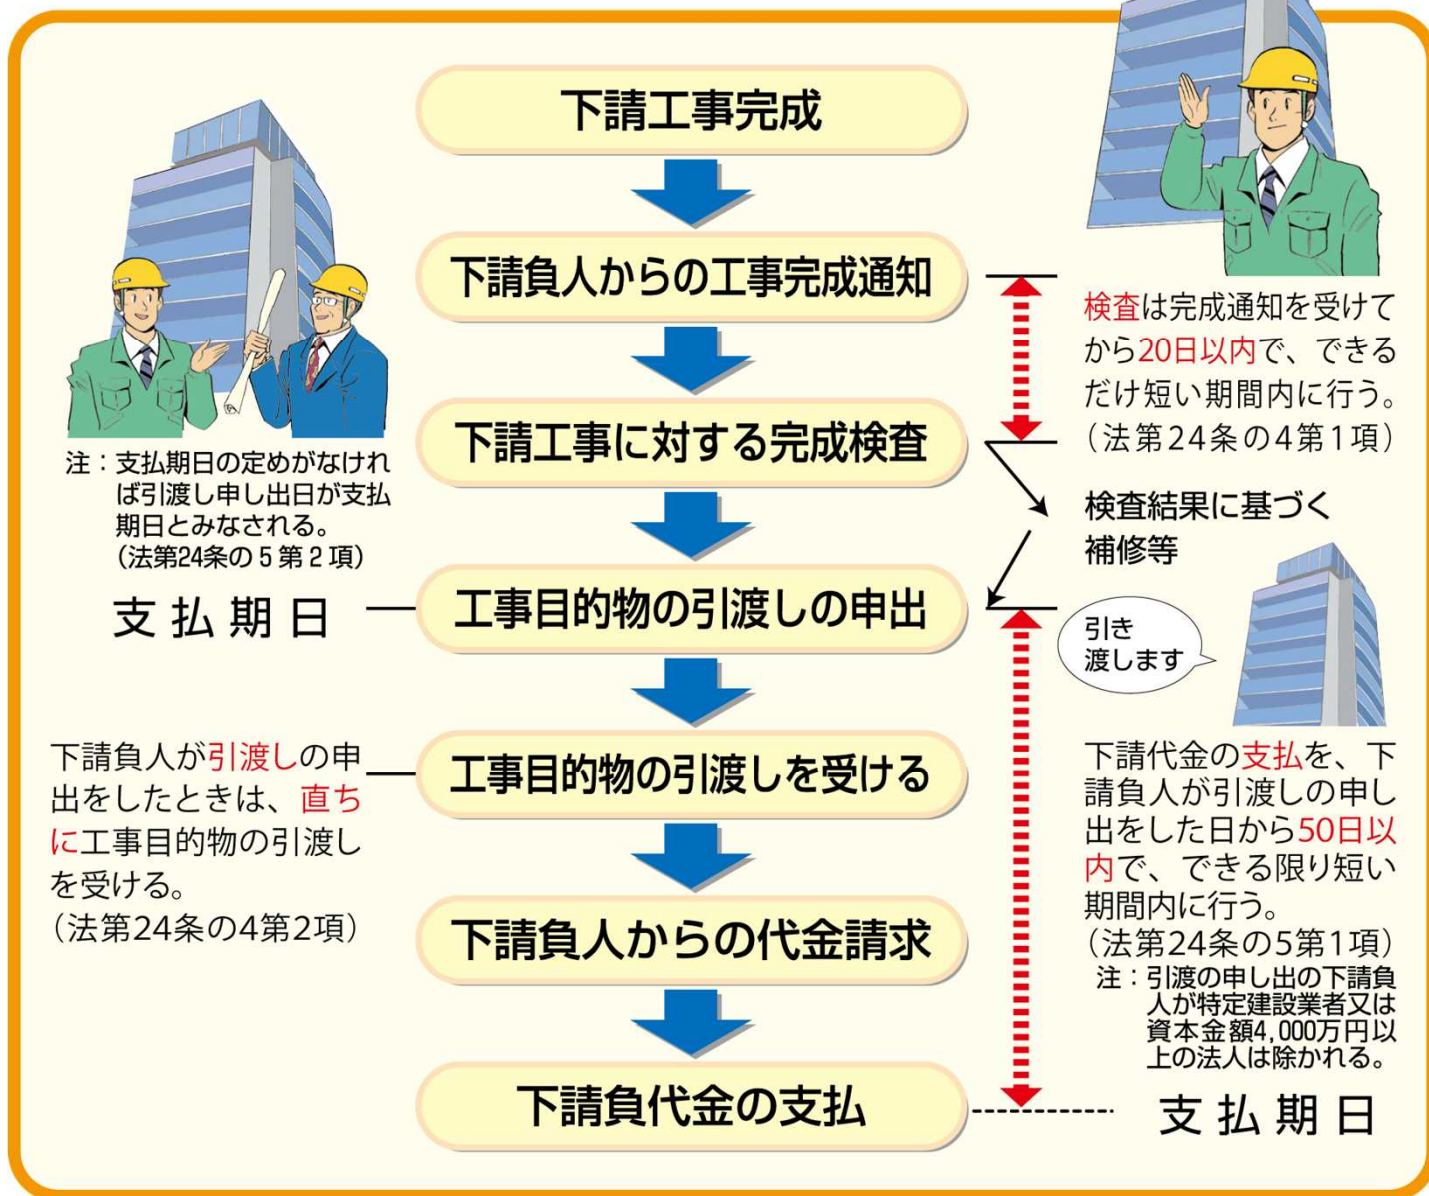 下請工事完成
下請負人からの工事完成通知
検査は完成通知を受けて
から20日以内で、できる
だけ短い期間内に行う。
（法第24条の4第1項）
下請工事に対する完成検査
注：支払期日の定めがなけれ
ば引渡し申し出日が支払
期日とみなされる。
（法第24条の5第2項）
検査結果に基づく
補修等
支払期日
工事目的物の引渡しの申出
引き
渡します
下請負人が引渡しの申
出をしたときは、直ち
に工事目的物の引渡し
を受ける。
（法第24条の4第2項）
工事目的物の引渡しを受ける
下請代金の支払を、下
請負人が引渡しの申し
出をした日から50日以
内で、できる限り短い
期間内に行う。
（法第24条の5第1項）
注：引渡の申し出の下請負
人が特定建設業者又は
資本金額4,000万円以
上の法人は除かれる。
下請負人からの代金請求
下請負代金の支払
支払期日